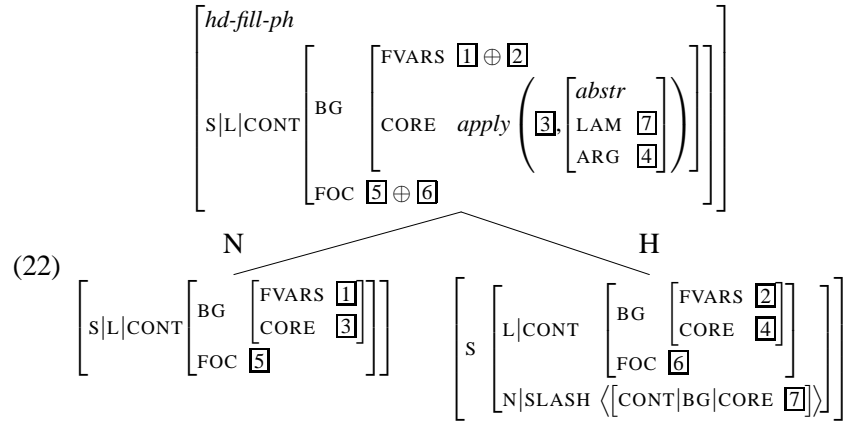 hd-fill-ph
FVARS 1 ⊕ 2
BG
abstr
S|L|CONT CORE apply ( 3 , LAM 7 )
ARG 4
FOC 5 ⊕ 6
N H
(22)
FVARS 1 FVARS 2
BG L|CONT BG
S|L|CONT CORE 3 S CORE 4
FOC 5 FOC 6
N|SLASH ⟨[CONT|BG|CORE 7]⟩